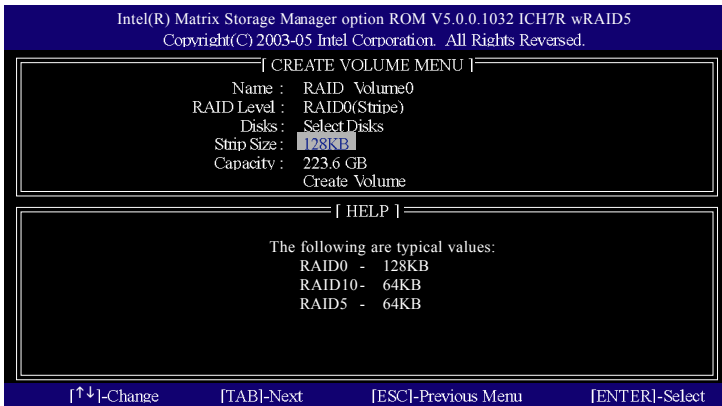 Intel(R) Matrix Storage Manager option ROM V5.0.0.1032 ICH7R wRAID5
Copyright(C) 2003-05 Intel Corporation. All Rights Reversed.
[ CREATE VOLUME MENU ]
Name : RAID_Volume0
RAID Level : RAID0(Stripe)
Disks : Select Disks
Strip Size : 128KB
Capacity : 223.6 GB
Create Volume
[ HELP ]
The following are typical values:
RAID0 - 128KB
RAID10- 64KB
RAID5 - 64KB
[↑↓]-Change [TAB]-Next [ESC]-Previous Menu [ENTER]-Select